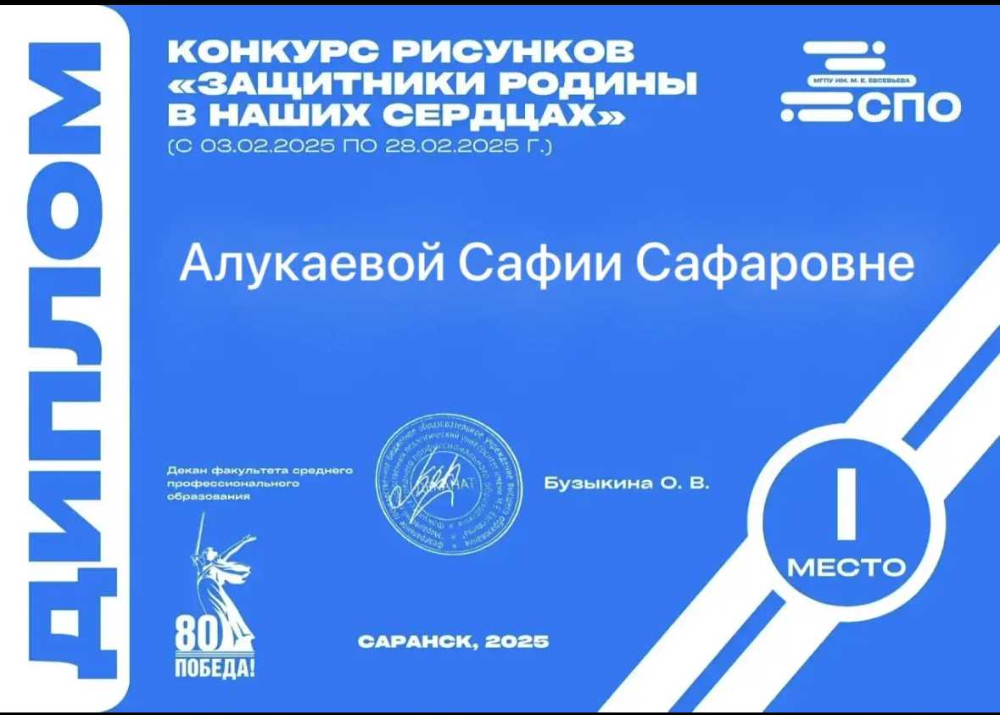 ДИПЛОМ
КОНКУРС РИСУНКОВ
«ЗАЩИТНИКИ РОДИНЫ
В НАШИХ СЕРДЦАХ»
(С 03.02.2025 ПО 28.02.2025 Г.)
МГПУ ИМ. М. Е. ЕВСЕВЬЕВА
СПО
Алукаевой Сафии Сафаровне
Декан факультета среднего
профессионального
образования
Бузыкина О. В.
I
МЕСТО
80
ПОБЕДА!
САРАНСК, 2025